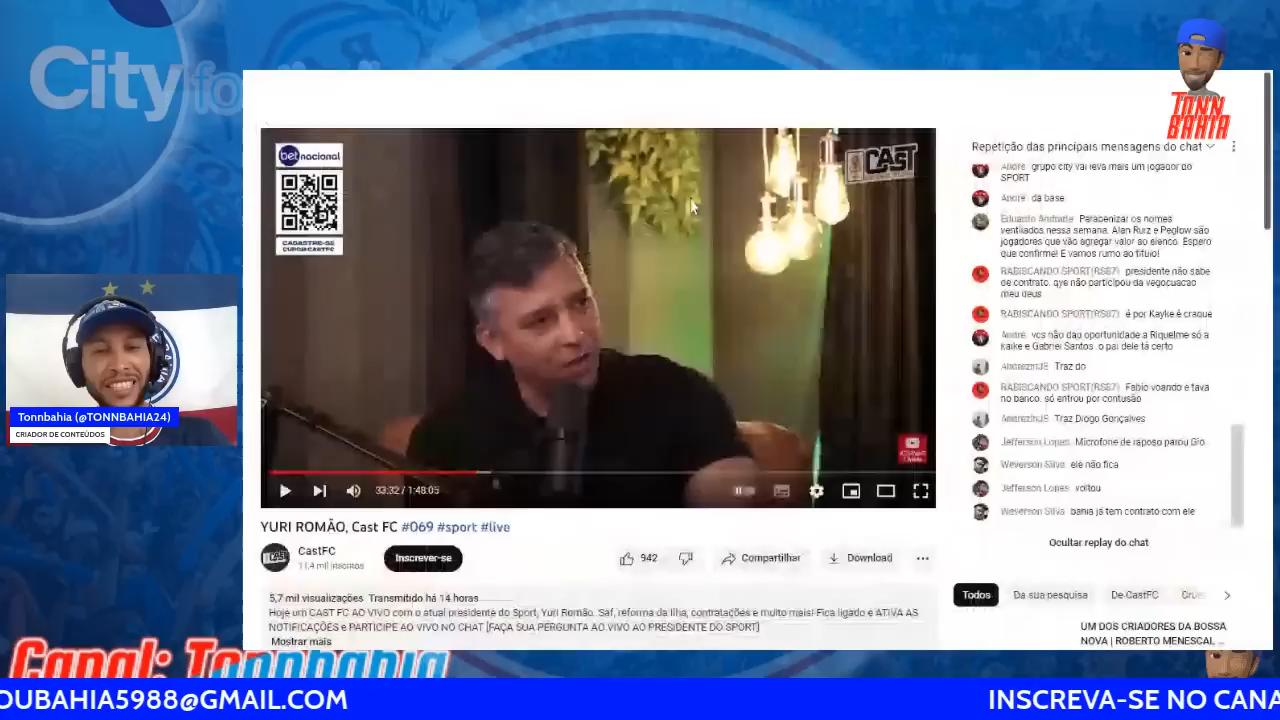 City
TONN
BAHIA
bet nacional
CADASTRE-SE
CAST
Repetição das principais mensagens do chat
André grupo city vai leva mais um jogador do
SPORT
André da base
Eduardo Andrade Parabenizar os nomes
ventilados nessa semana. Alan Ruiz e Peglow são
jogadores que vão agregar valor ao elenco. Espero
que confirme! E vamos rumo ao título!
RABISCANDO SPORT(RS87) presidente não sabe
de contrato. qye não participou da
meu deus
RABISCANDO SPORT(RS87) é por Kayke é craque
André vcs não dão oportunidade a Riquelme só a
kaike e Gabriel Santos o pai dele tá certo
Traz do
RABISCANDO SPORT(RS87) Fabio voando e tava
no banco. só entrou por contusão
Traz Diogo Gonçalves
Jefferson Lopes Microfone de raposo parou Gio
Weverson Silva ele não fica
Jefferson Lopes voltou
Weverson Silva bahia já tem contrato com ele
Ocultar replay do chat
Tonnbahia (@TONNBAHIA24)
CRIADOR DE CONTEÚDOS
33:32 / 1:48:05
YURI ROMÃO, Cast FC #069 #sport #live
CastFC
11,4 mil inscritos
Inscrever-se
942
Compartilhar
Download
Todos
Da sua pesquisa
De CastFC
5,7 mil visualizações Transmitido há 14 horas
Hoje um CAST FC AO VIVO com o atual presidente do Sport, Yuri Romão. Saf, reforma da Ilha, contratações e muito mais! Fica ligado e ATIVA AS
NOTIFICAÇÕES e PARTICIPE AO VIVO NO CHAT [FAÇA SUA PERGUNTA AO VIVO AO PRESIDENTE DO SPORT]
Mostrar mais
UM DOS CRIADORES DA BOSSA
NOVA | ROBERTO MENESCAL ...
Canal: Tonnbahia
OUBAHIA5988@GMAIL.COM
INSCREVA-SE NO CANA